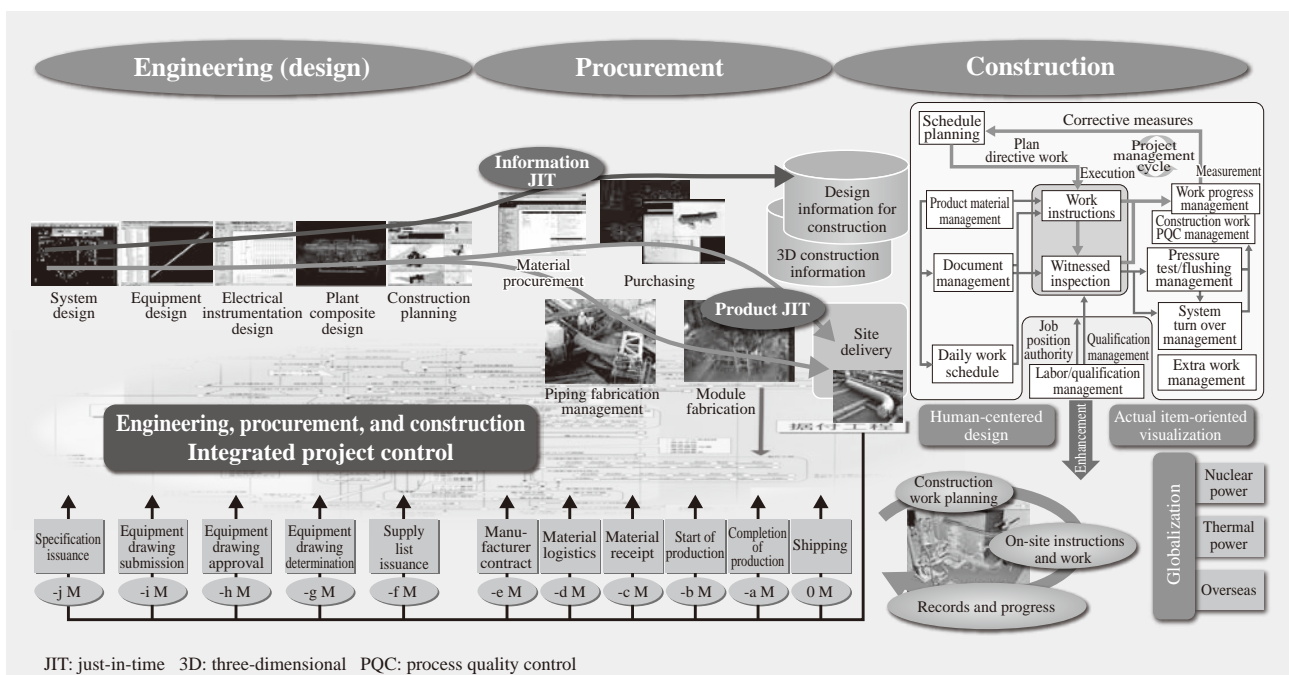 Engineering (design)
Procurement
Construction
Information
JIT
System
design
Equipment
design
Electrical
instrumentation
design
Plant
composite
design
Construction
planning
Material
procurement
Purchasing
Design
information for
construction
3D construction
information
Product JIT
Site
delivery
Piping fabrication
management
Module
fabrication
据付工程
Engineering, procurement, and construction
Integrated project control
Schedule
planning
Corrective measures
Plan
directive work
Project
management
cycle
Execution
Measurement
Product material
management
Work
instructions
Work progress
management
Construction work
PQC management
Document
management
Witnessed
inspection
Pressure
test/flushing
management
System
turn over
management
Job
position
authority
Qualification
management
Daily work
schedule
Labor/qualification
management
Extra work
management
Human-centered
design
Enhancement
Actual item-oriented
visualization
Construction
work planning
On-site instructions
and work
Records and progress
Globalization
Nuclear
power
Thermal
power
Overseas
Specification
issuance
Equipment
drawing
submission
Equipment
drawing
approval
Equipment
drawing
determination
Supply
list
issuance
Manu-
facturer
contract
Material
logistics
Material
receipt
Start of
production
Completion
of
production
Shipping
-j M
-i M
-h M
-g M
-f M
-e M
-d M
-c M
-b M
-a M
0 M
JIT: just-in-time 3D: three-dimensional PQC: process quality control